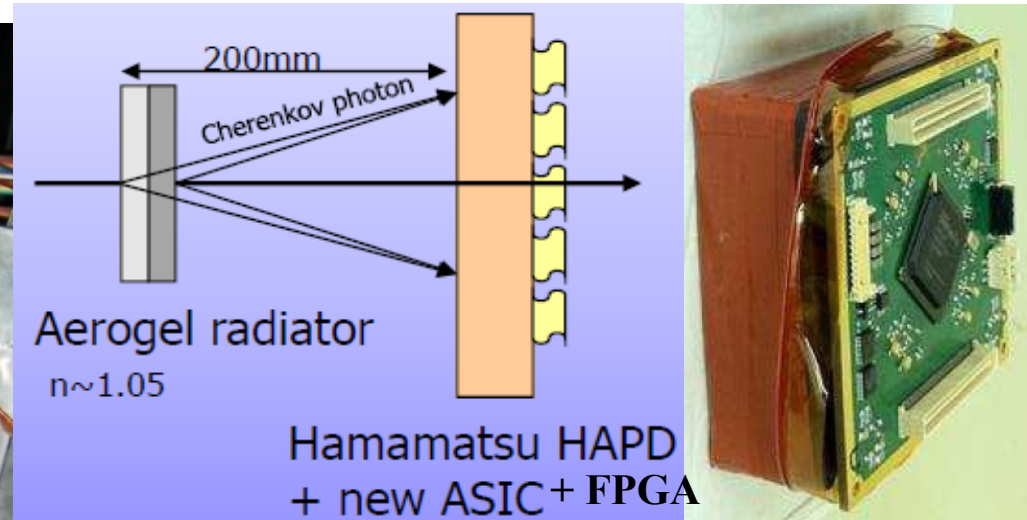 200mm
Cherenkov photon
Aerogel radiator
n~1.05
Hamamatsu HAPD
+ new ASIC + FPGA